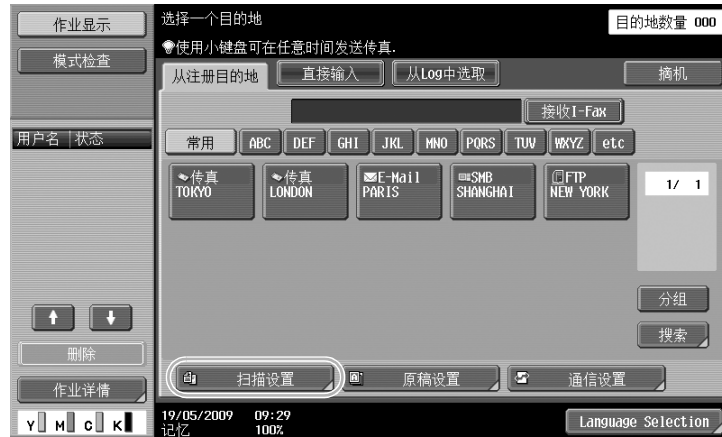 作业显示
模式检查
用户名 状态
删除
作业详情
Y M C K
选择一个目的地
目的地数量 000
使用小键盘可在任意时间发送传真.
从注册目的地 直接输入 从Log中选取 摘机
接收I-Fax
常用 ABC DEF GHI JKL MNO PQRS TUV WXYZ etc
传真 TOKYO
传真 LONDON
E-Mail PARIS
SMB SHANGHAI
FTP NEW YORK
1/ 1
分组
搜索
扫描设置 原稿设置 通信设置
19/05/2009 09:29
记忆 100%
Language Selection